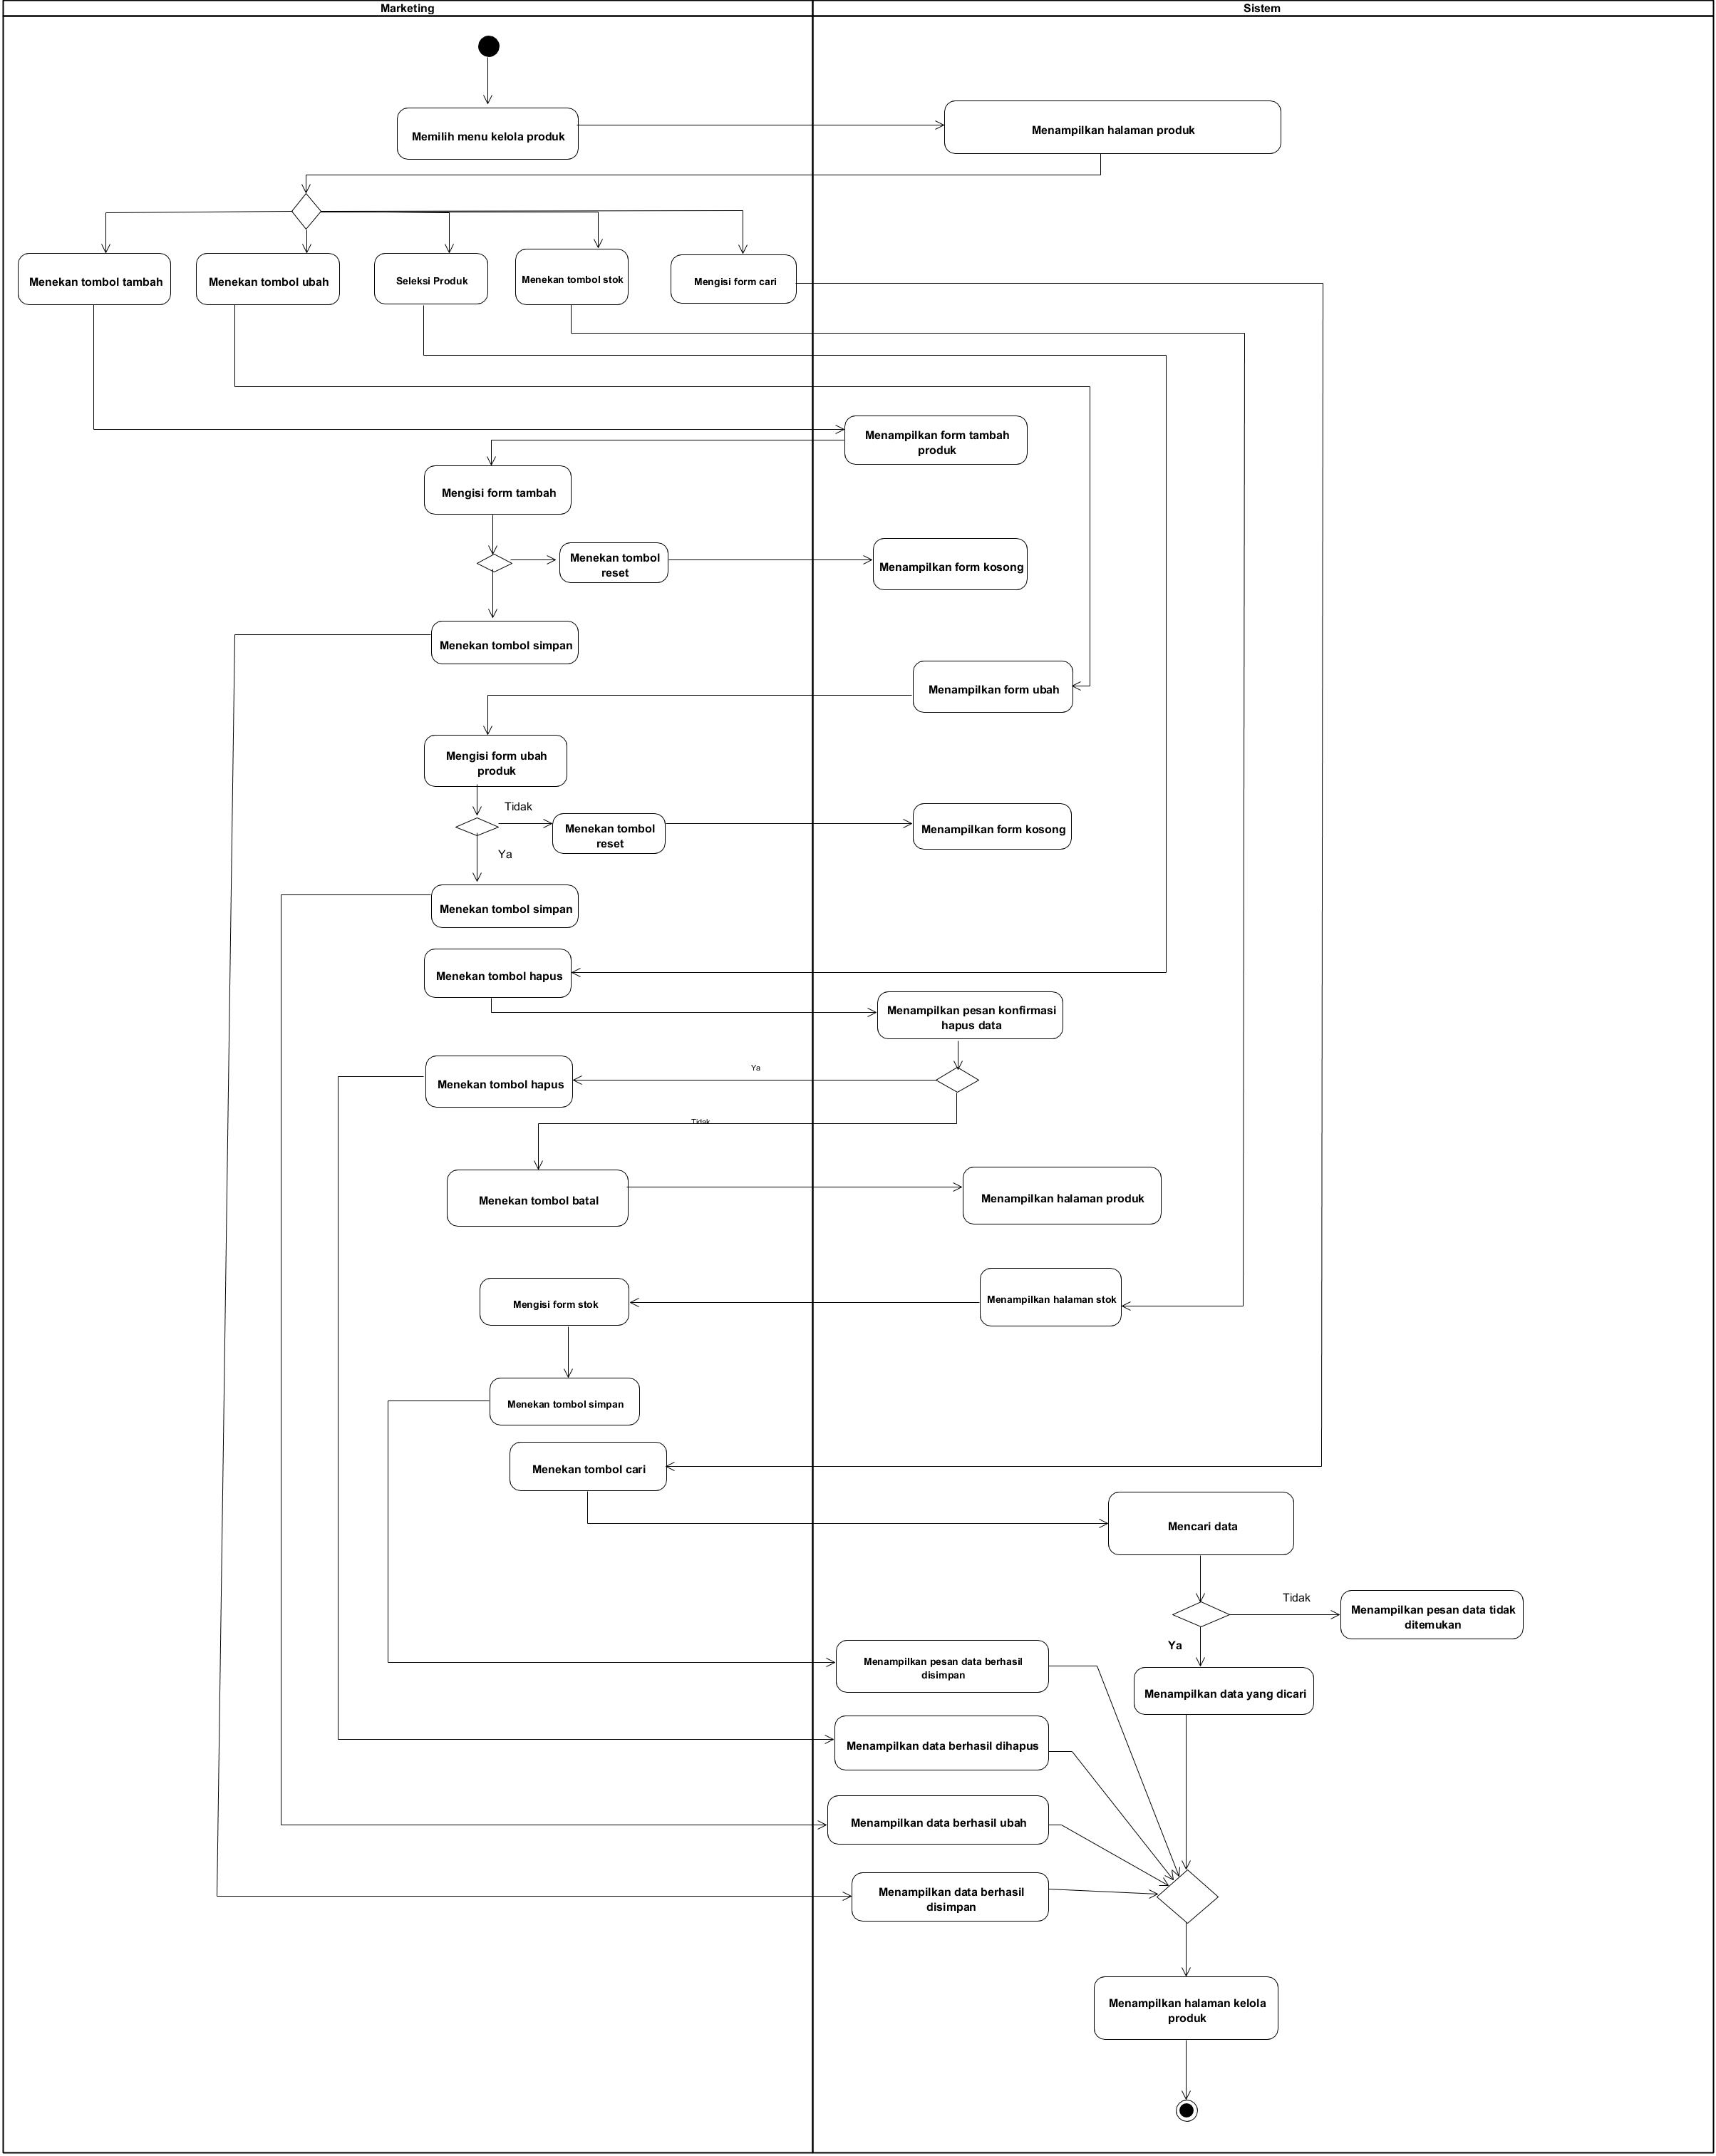 Marketing
Sistem
Memilih menu kelola produk
Menampilkan halaman produk
Menekan tombol tambah
Menekan tombol ubah
Seleksi Produk
Menekan tombol stok
Mengisi form cari
Menampilkan form tambah
produk
Mengisi form tambah
Menekan tombol
reset
Menampilkan form kosong
Menekan tombol simpan
Menampilkan form ubah
Mengisi form ubah
produk
Tidak
Menekan tombol
reset
Menampilkan form kosong
Ya
Menekan tombol simpan
Menekan tombol hapus
Menampilkan pesan konfirmasi
hapus data
Ya
Menekan tombol hapus
Tidak
Menekan tombol batal
Menampilkan halaman produk
Mengisi form stok
Menampilkan halaman stok
Menekan tombol simpan
Menekan tombol cari
Mencari data
Tidak
Menampilkan pesan data tidak
ditemukan
Ya
Menampilkan pesan data berhasil
disimpan
Menampilkan data yang dicari
Menampilkan data berhasil dihapus
Menampilkan data berhasil ubah
Menampilkan data berhasil
disimpan
Menampilkan halaman kelola
produk